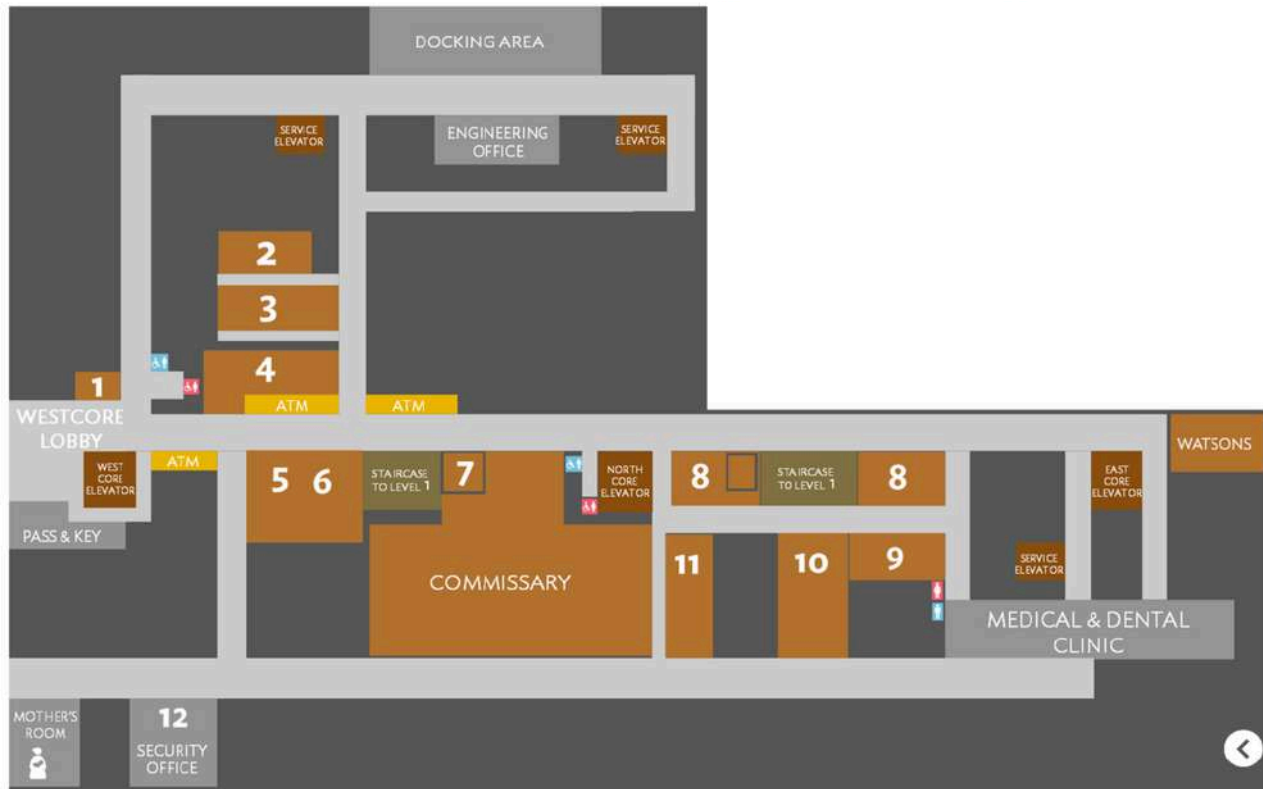 DOCKING AREA
SERVICE
ELEVATOR
ENGINEERING
OFFICE
SERVICE
ELEVATOR
2
3
4
1
ATM
ATM
WESTCORE
LOBBY
WEST
CORE
ELEVATOR
ATM
5 6
STAIRCASE
TO LEVEL 1
7
NORTH
CORE
ELEVATOR
8
STAIRCASE
TO LEVEL 1
8
EAST
CORE
ELEVATOR
WATSONS
PASS & KEY
COMMISSARY
11
10
9
SERVICE
ELEVATOR
MEDICAL & DENTAL
CLINIC
MOTHER'S
ROOM
12
SECURITY
OFFICE